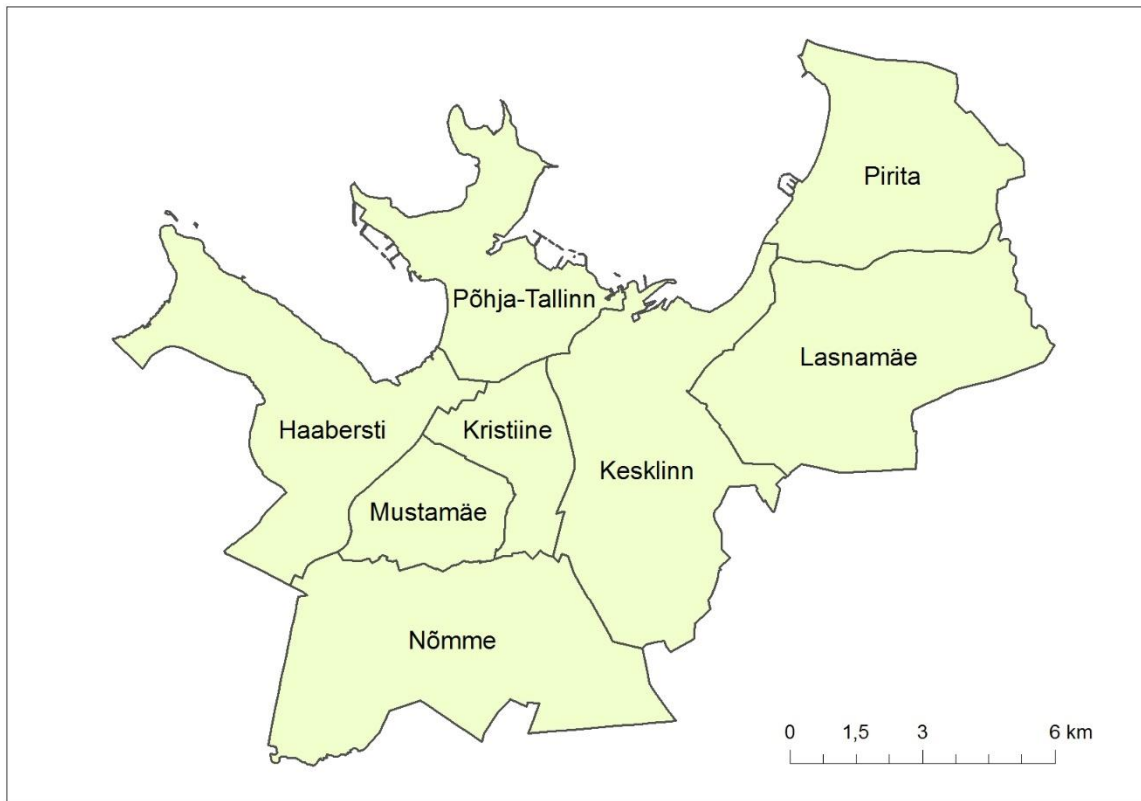 Pirita
Põhja-Tallinn
Lasnamäe
Haabersti
Kristiine
Kesklinn
Mustamäe
Nõmme
0 1,5 3 6 km